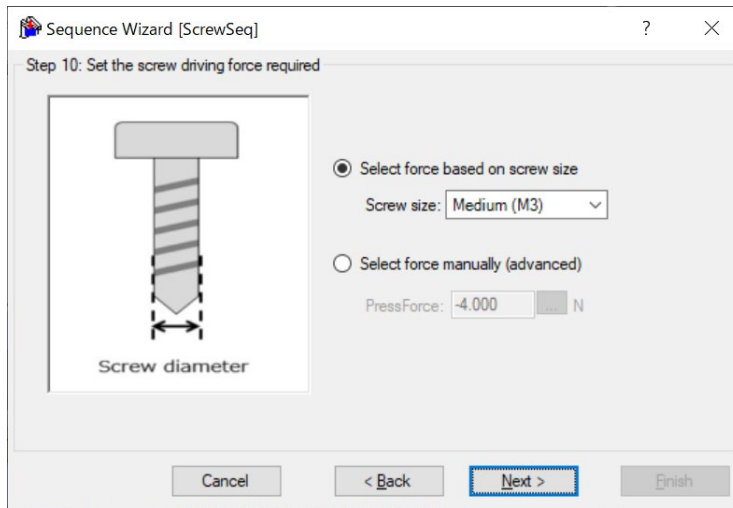 Sequence Wizard [ScrewSeq]
?
Step 10: Set the screw driving force required
Select force based on screw size
Screw size: Medium (M3)
Select force manually (advanced)
PressForce: -4.000 ... N
Screw diameter
Cancel
< Back
Next >
Finish